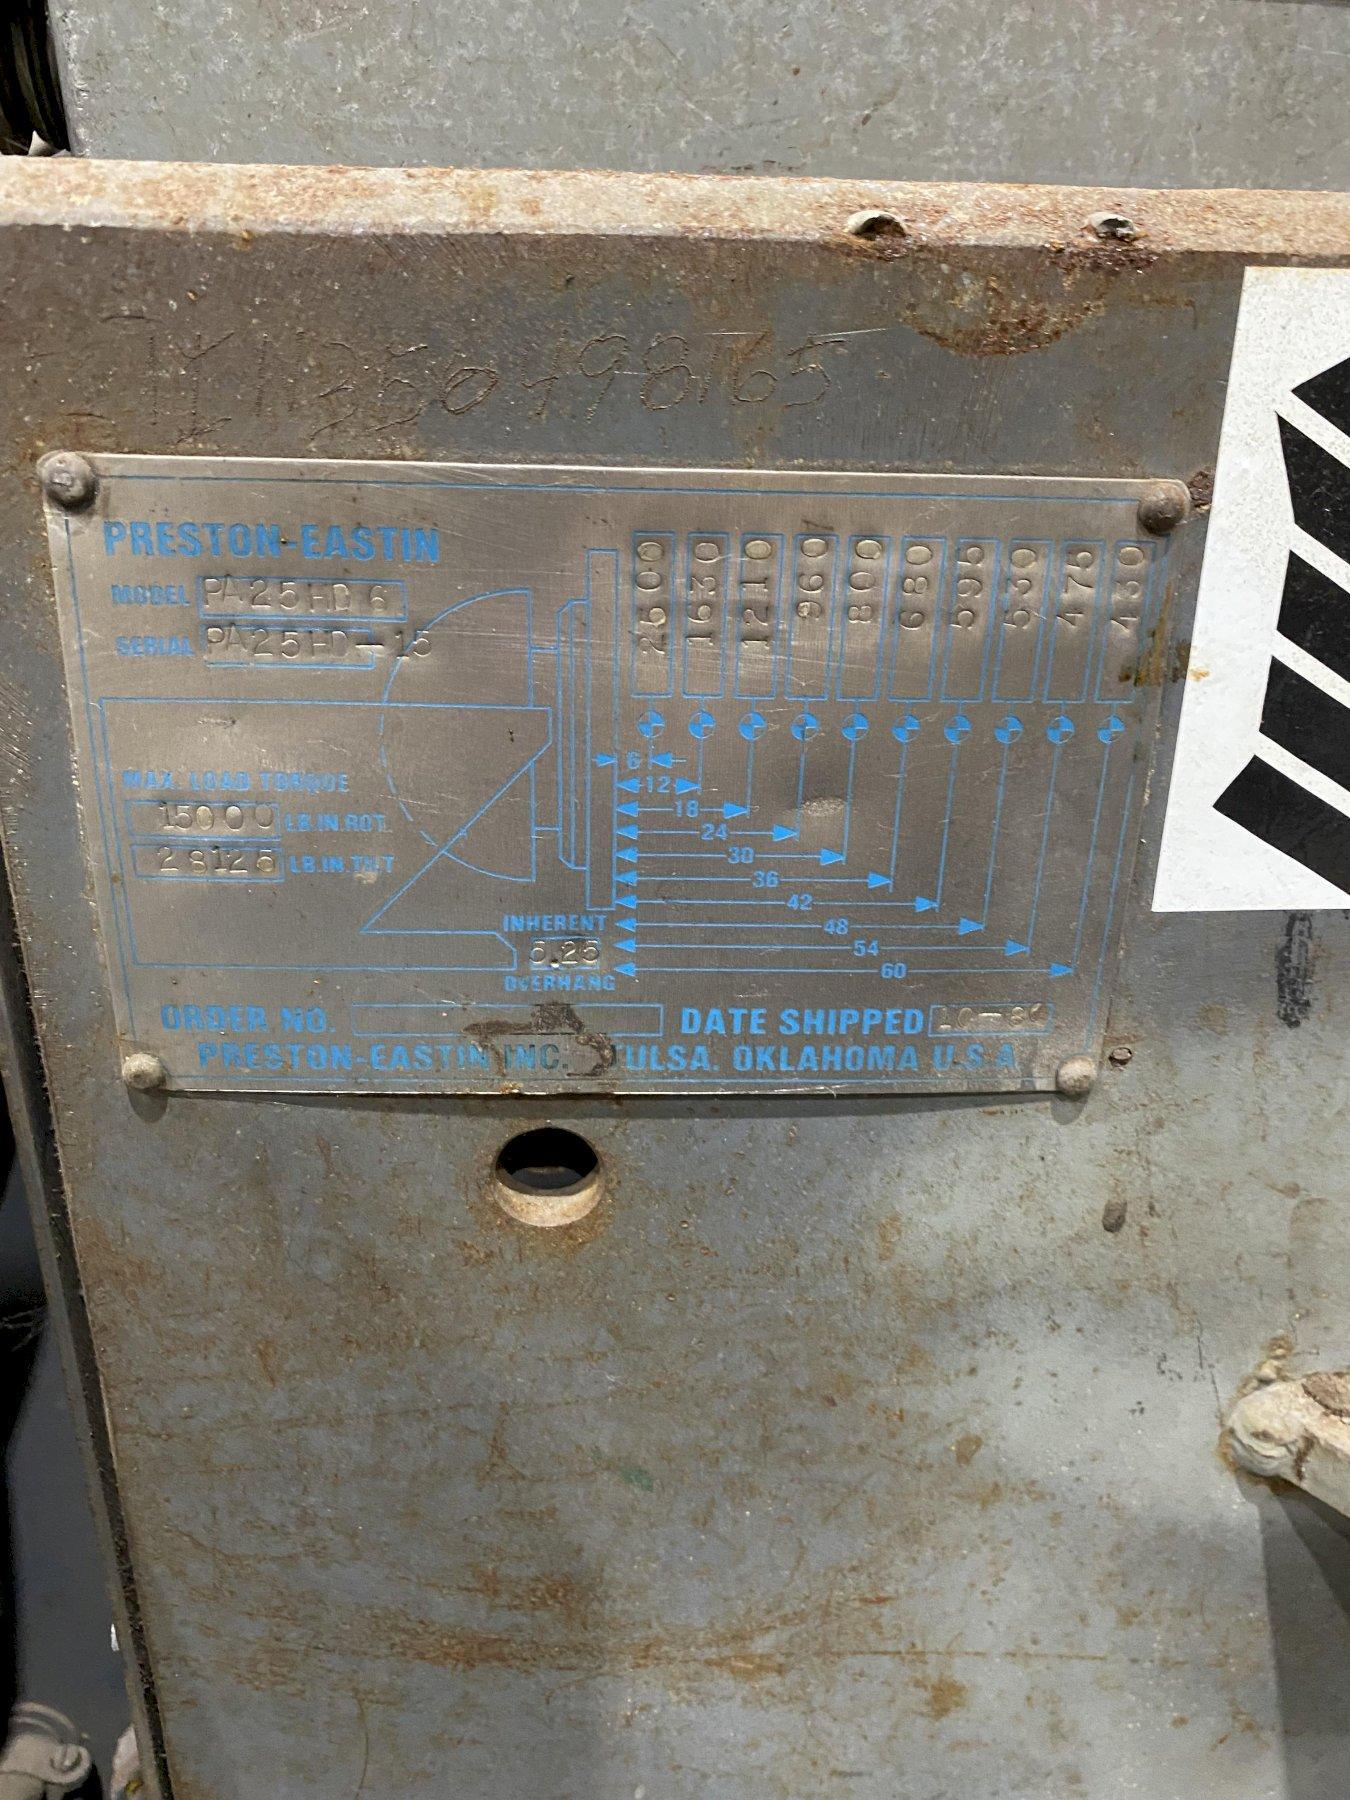 PRESTON-EASTIN
MODEL PA25HD6
SERIAL PA25HD-15
2500
1630
1210
960
800
680
595
530
475
430
6
12
18
24
30
36
42
48
54
60
MAX. LOAD TORQUE
15000 LB.IN.ROT.
28125 LB.IN.TILT
INHERENT
5.25
OVERHANG
ORDER NO.
DATE SHIPPED
PRESTON-EASTIN INC. TULSA, OKLAHOMA U.S.A.